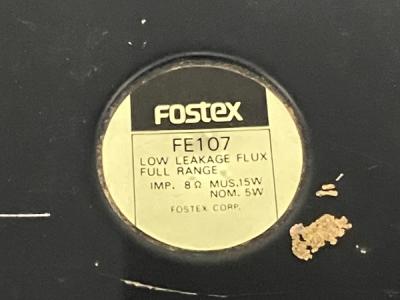 Fostex
FE107
LOW LEAKAGE FLUX
FULL RANGE
IMP. 8Ω MUS.15W
NOM. 5W
FOSTEX CORP.